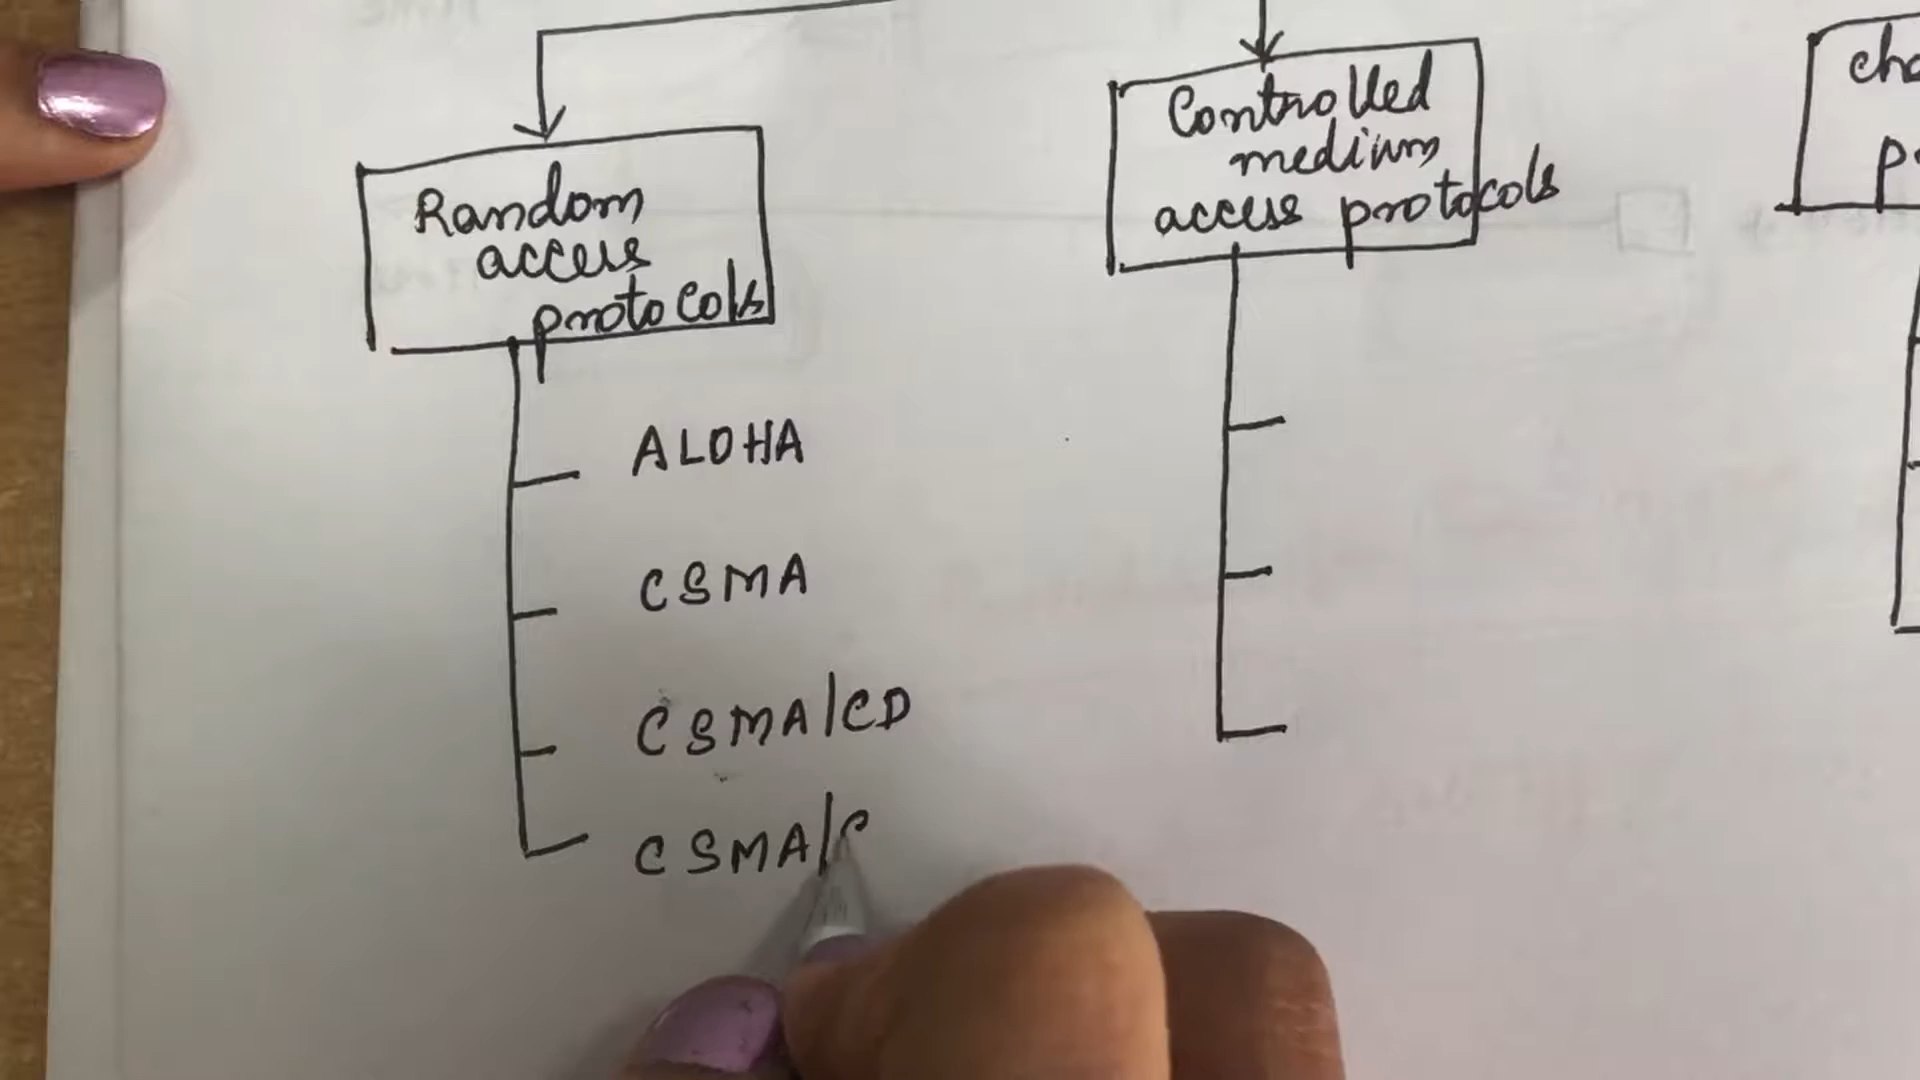 Random
access
protocols
ALOHA
CSMA
CSMA/CD
CSMA/C
Controlled
medium
access protocols